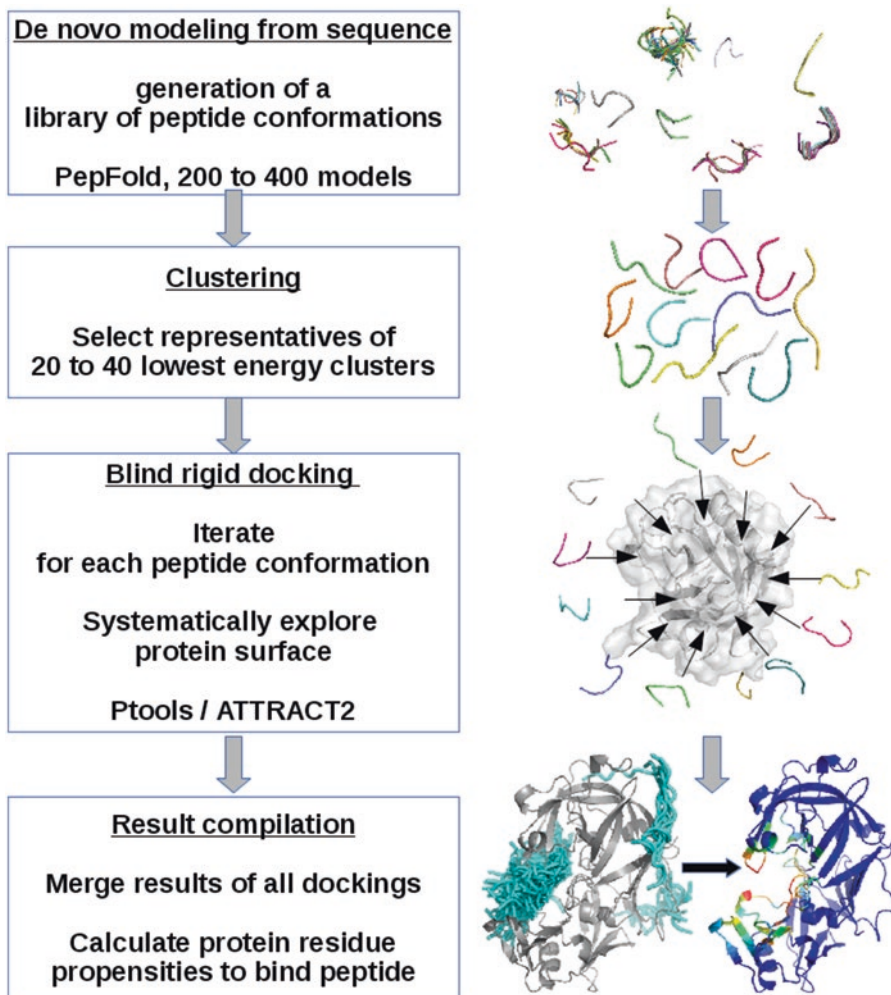 De novo modeling from sequence
generation of a
library of peptide conformations
PepFold, 200 to 400 models
Clustering
Select representatives of
20 to 40 lowest energy clusters
Blind rigid docking
Iterate
for each peptide conformation
Systematically explore
protein surface
Ptools / ATTRACT2
Result compilation
Merge results of all dockings
Calculate protein residue
propensities to bind peptide